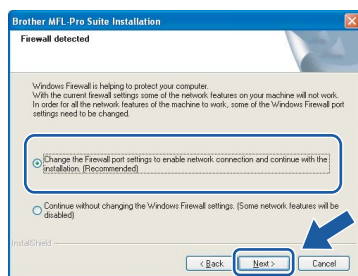 Brother MFL-Pro Suite Installation
Firewall detected
Windows Firewall is helping to protect your computer.
With the current firewall settings some of the network features on your machine will not work.
In order for all the network features of the machine to work, some of the Windows Firewall port
settings need to be changed.
Change the Firewall port settings to enable network connection and continue with the
installation. (Recommended)
Continue without changing the Windows Firewall settings. (Some network features will be
disabled)
InstallShield
< Back
Next >
Cancel